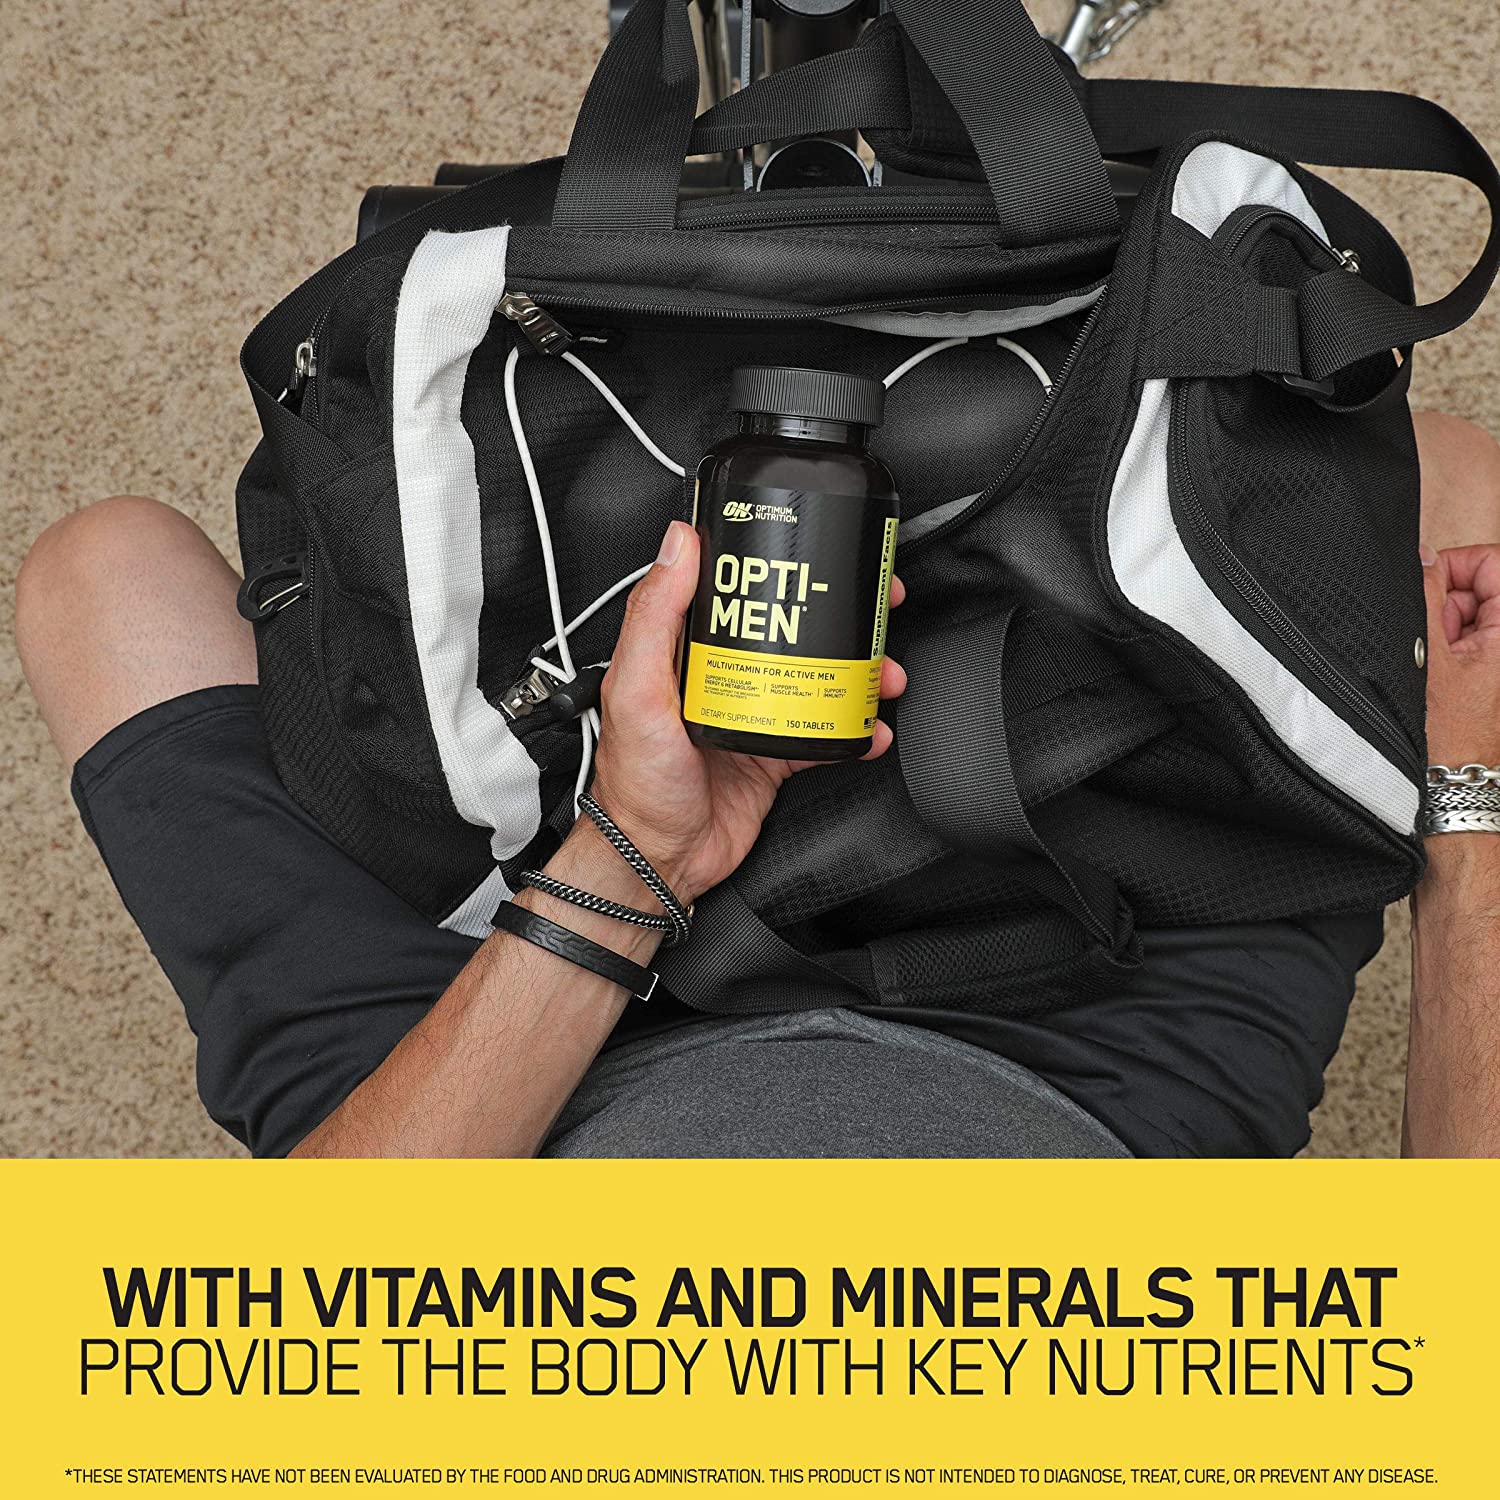 ON OPTIMUM
NUTRITION
OPTI-
MEN®
MULTIVITAMIN FOR ACTIVE MEN
SUPPORTS CELLULAR
ENERGY & METABOLISM*^
SUPPORTS
MUSCLE HEALTH*
SUPPORTS
IMMUNITY*
DIETARY SUPPLEMENT 150 TABLETS
Supplement Facts
WITH VITAMINS AND MINERALS THAT
PROVIDE THE BODY WITH KEY NUTRIENTS*
*THESE STATEMENTS HAVE NOT BEEN EVALUATED BY THE FOOD AND DRUG ADMINISTRATION. THIS PRODUCT IS NOT INTENDED TO DIAGNOSE, TREAT, CURE, OR PREVENT ANY DISEASE.